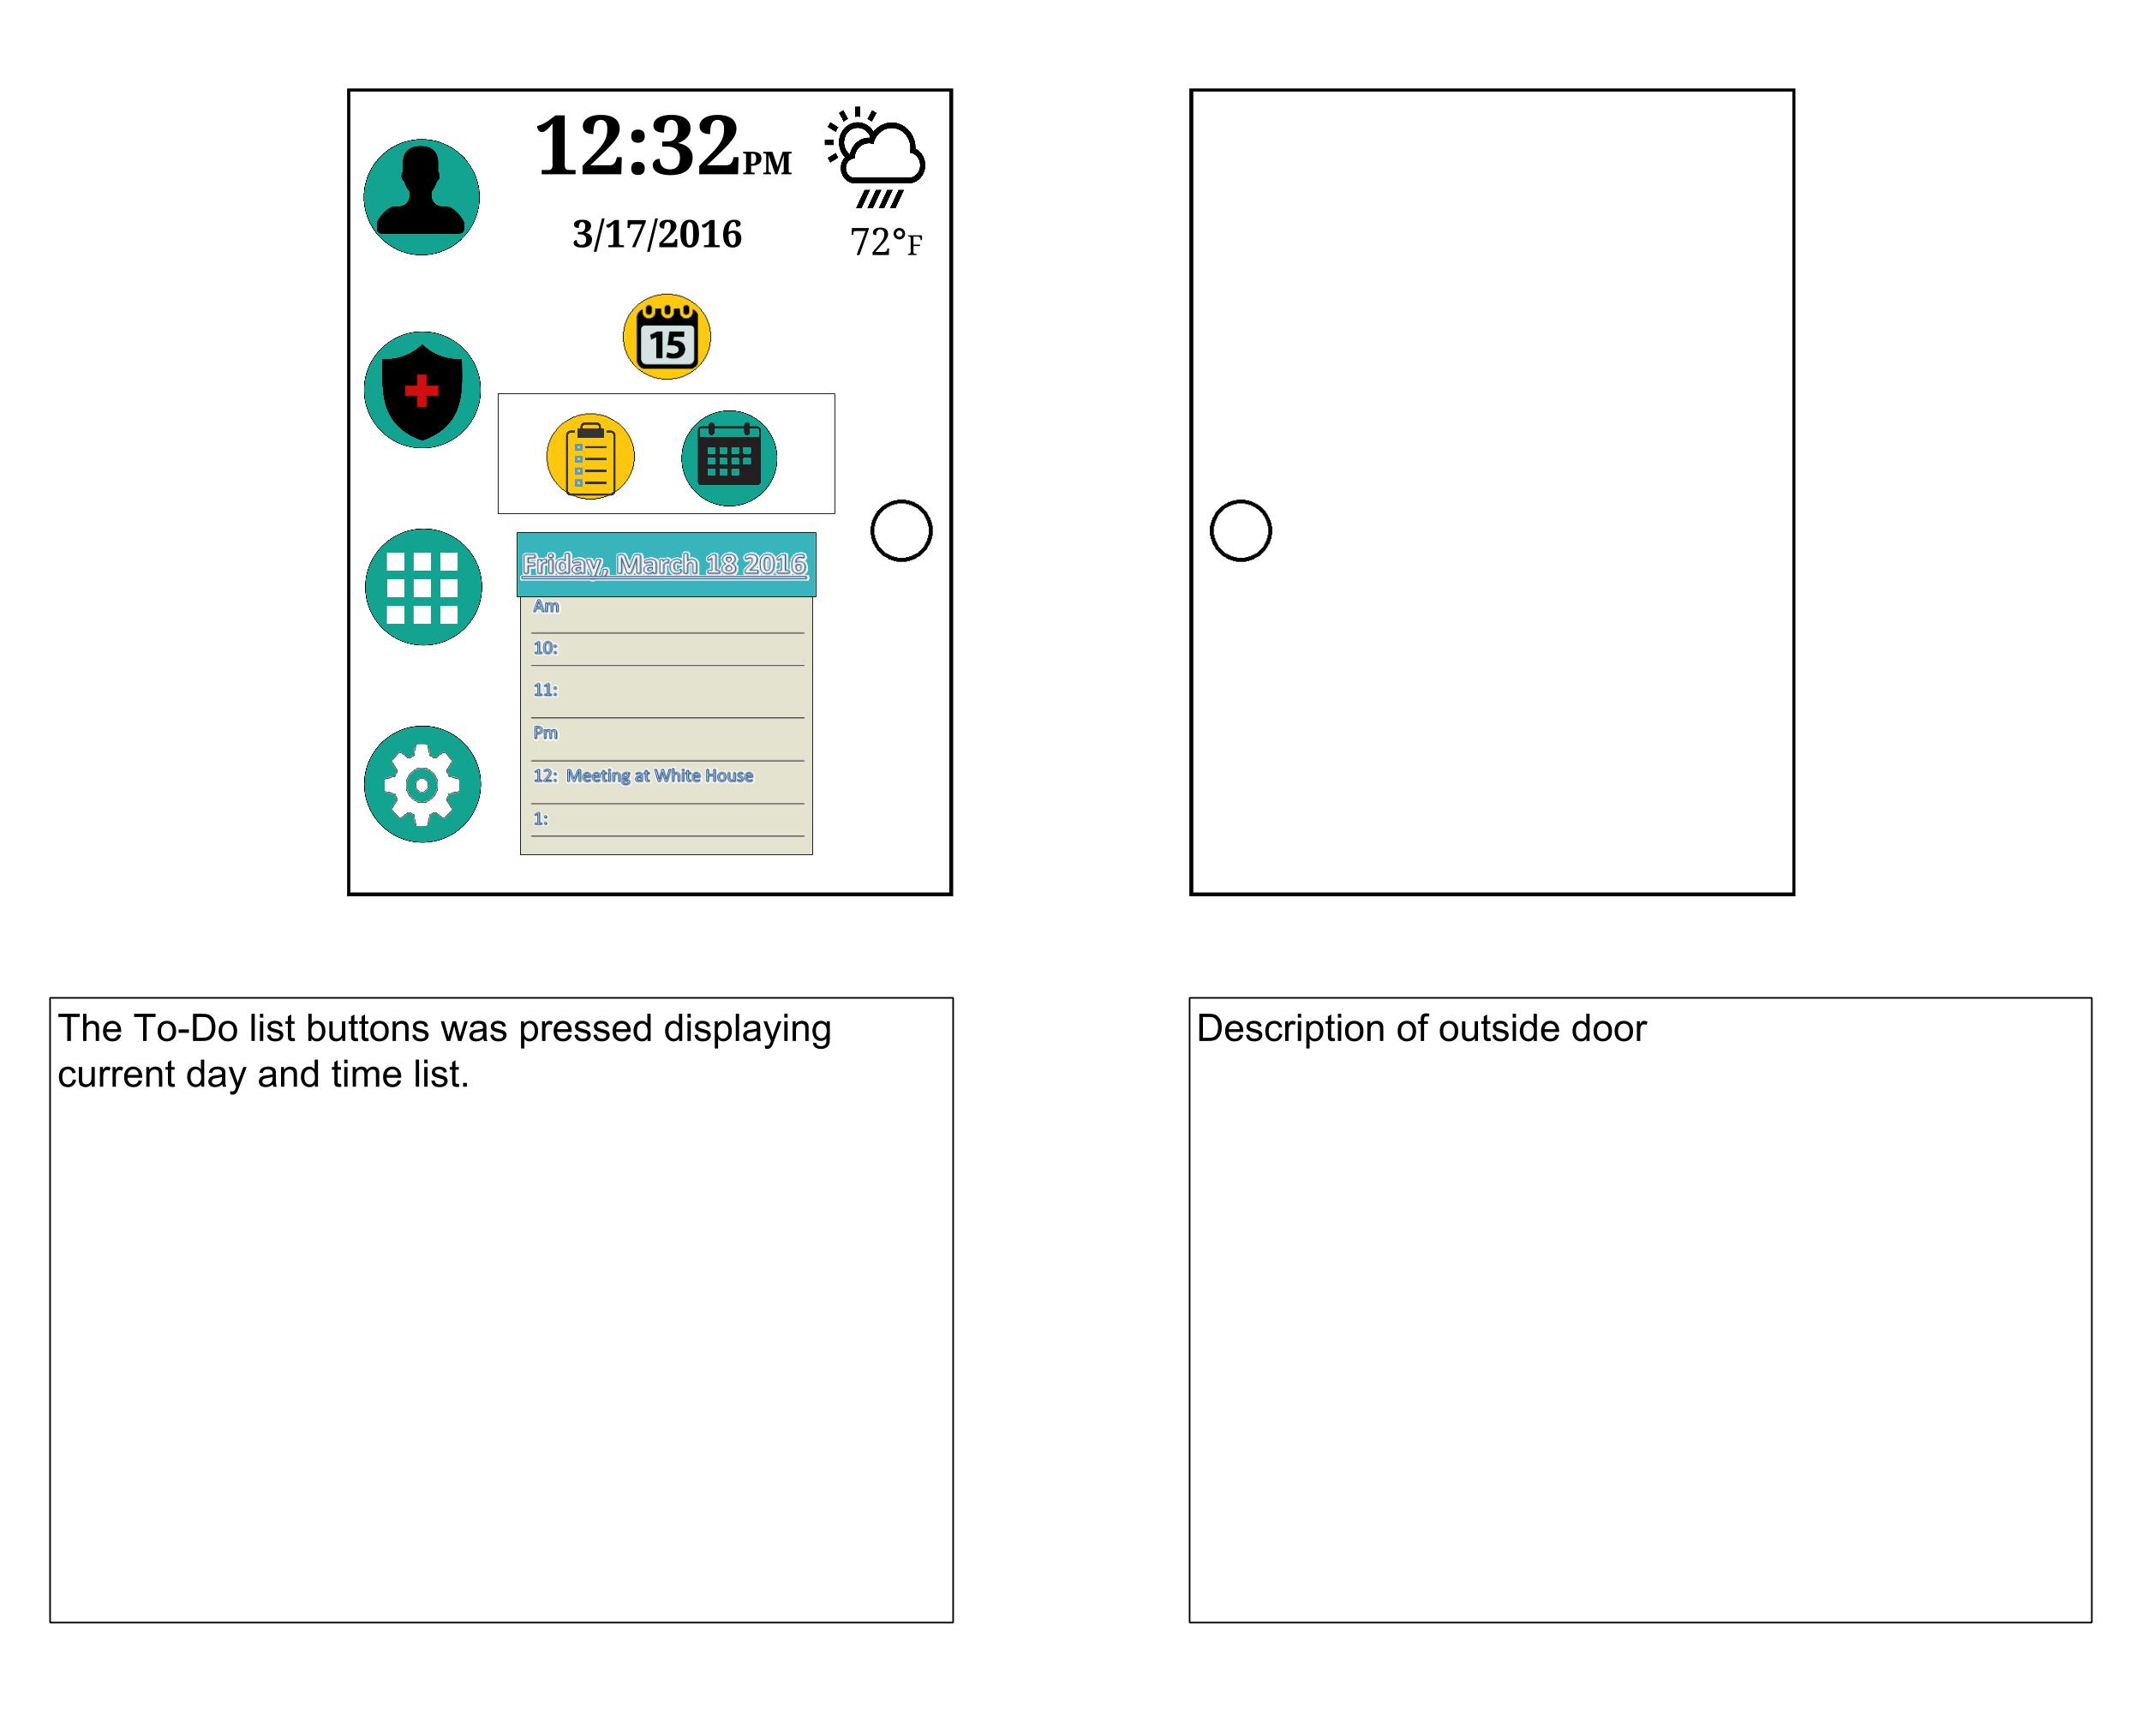 12:32PM
3/17/2016
72°F
15
Friday, March 18 2016
Am
10:
11:
Pm
12: Meeting at White House
1:
The To-Do list buttons was pressed displaying
current day and time list.
Description of outside door